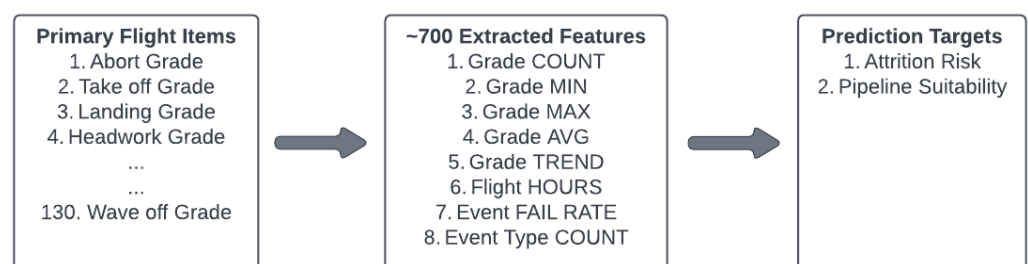 Primary Flight Items
1. Abort Grade
2. Take off Grade
3. Landing Grade
4. Headwork Grade
...
...
130. Wave off Grade
~700 Extracted Features
1. Grade COUNT
2. Grade MIN
3. Grade MAX
4. Grade AVG
5. Grade TREND
6. Flight HOURS
7. Event FAIL RATE
8. Event Type COUNT
Prediction Targets
1. Attrition Risk
2. Pipeline Suitability